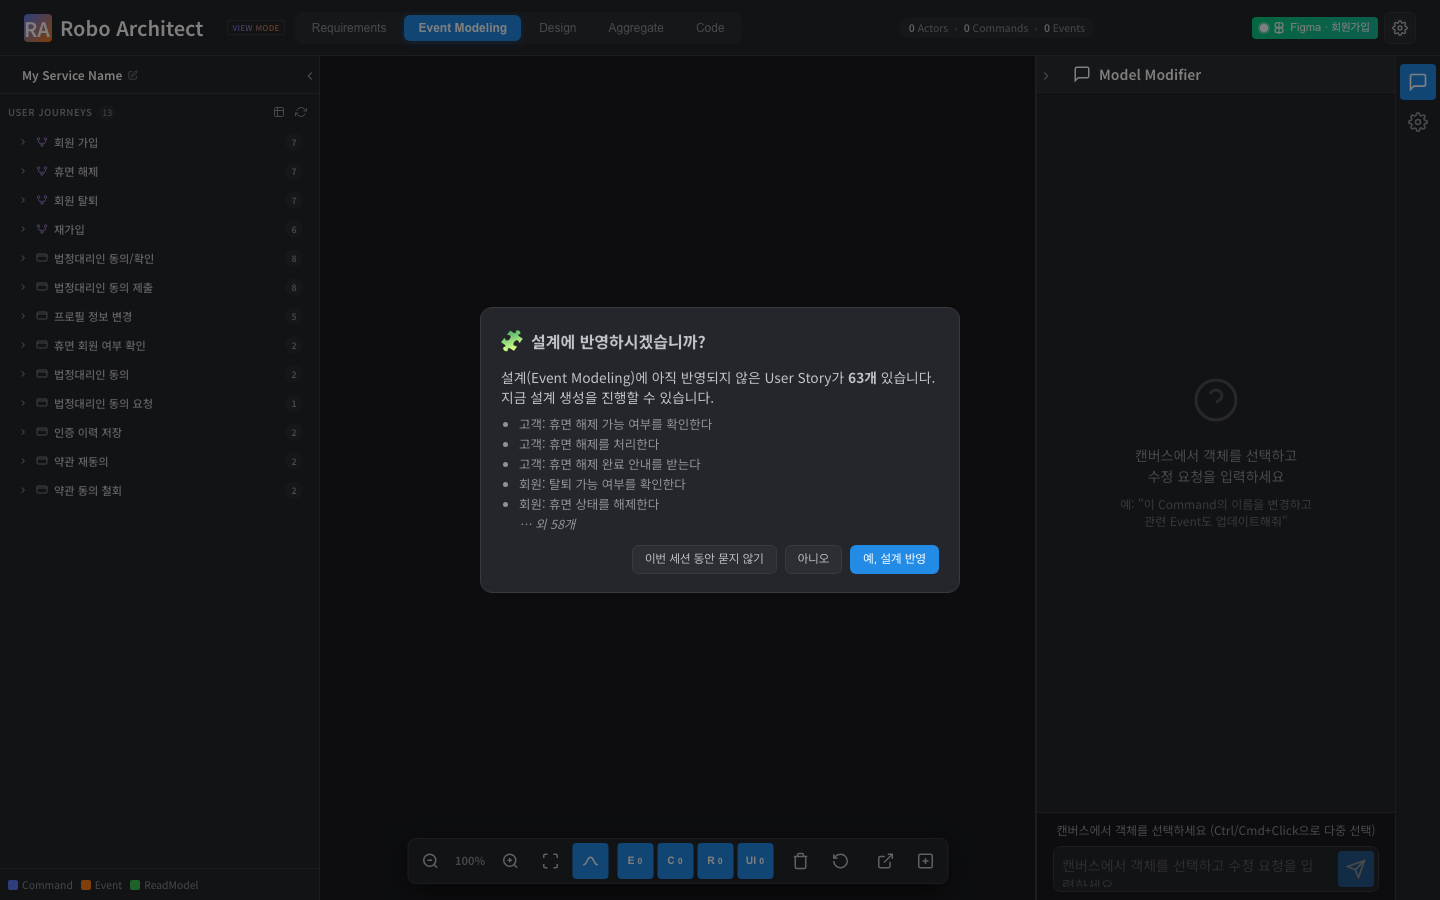 RA Robo Architect
VIEW MODE
Requirements
Event Modeling
Design
Aggregate
Code
0 Actors • 0 Commands • 0 Events
Figma · 회원가입
My Service Name
USER JOURNEYS 13
회원 가입 7
휴면 해제 7
회원 탈퇴 7
재가입 6
법정대리인 동의/확인 8
법정대리인 동의 제출 8
프로필 정보 변경 5
휴면 회원 여부 확인 2
법정대리인 동의 2
법정대리인 동의 요청 1
인증 이력 저장 2
약관 재동의 2
약관 동의 철회 2
Command Event ReadModel
설계에 반영하시겠습니까?
설계(Event Modeling)에 아직 반영되지 않은 User Story가 63개 있습니다.
지금 설계 생성을 진행할 수 있습니다.
고객: 휴면 해제 가능 여부를 확인한다
고객: 휴면 해제를 처리한다
고객: 휴면 해제 완료 안내를 받는다
회원: 탈퇴 가능 여부를 확인한다
회원: 휴면 상태를 해제한다
… 외 58개
이번 세션 동안 묻지 않기
아니오
예, 설계 반영
100%
E 0
C 0
R 0
UI 0
Model Modifier
캔버스에서 객체를 선택하고
수정 요청을 입력하세요
예: "이 Command의 이름을 변경하고
관련 Event도 업데이트해줘"
캔버스에서 객체를 선택하세요 (Ctrl/Cmd+Click으로 다중 선택)
캔버스에서 객체를 선택하고 수정 요청을 입
력하세요